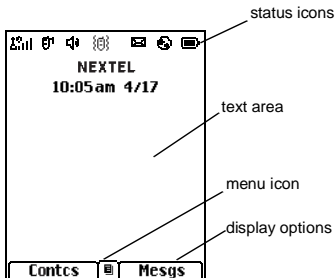 status icons
NEXTEL
10:05am 4/17
text area
menu icon
display options
Contcs Mesgs